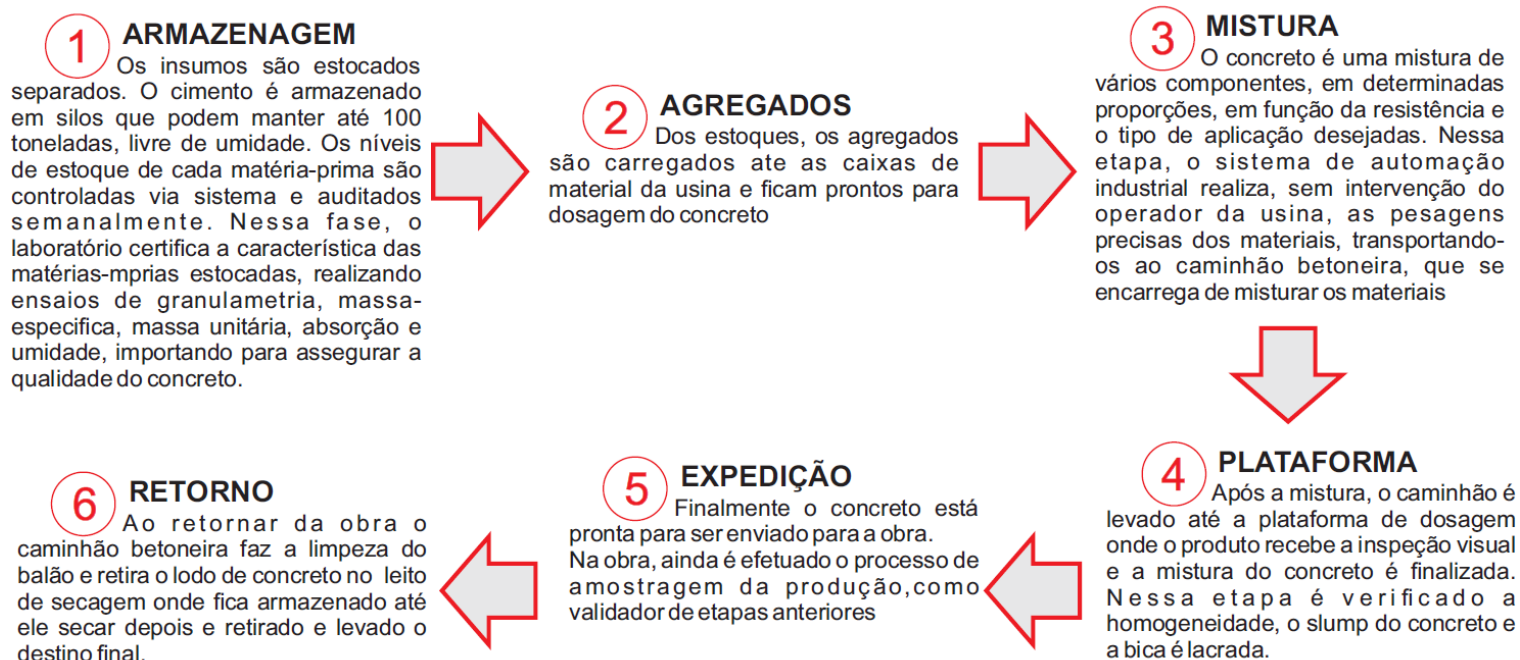 1 ARMAZENAGEM
Os insumos são estocados
separados. O cimento é armazenado
em silos que podem manter até 100
toneladas, livre de umidade. Os níveis
de estoque de cada matéria-prima são
controladas via sistema e auditados
semanalmente. Nessa fase, o
laboratório certifica a característica das
matérias-mprias estocadas, realizando
ensaios de granulametria, massa-
especifica, massa unitária, absorção e
umidade, importando para assegurar a
qualidade do concreto.
2 AGREGADOS
Dos estoques, os agregados
são carregados ate as caixas de
material da usina e ficam prontos para
dosagem do concreto
3 MISTURA
O concreto é uma mistura de
vários componentes, em determinadas
proporções, em função da resistência e
o tipo de aplicação desejadas. Nessa
etapa, o sistema de automação
industrial realiza, sem intervenção do
operador da usina, as pesagens
precisas dos materiais, transportando-
os ao caminhão betoneira, que se
encarrega de misturar os materiais
4 PLATAFORMA
Após a mistura, o caminhão é
levado até a plataforma de dosagem
onde o produto recebe a inspeção visual
e a mistura do concreto é finalizada.
Nessa etapa é verificado a
homogeneidade, o slump do concreto e
a bica é lacrada.
5 EXPEDIÇÃO
Finalmente o concreto está
pronta para ser enviado para a obra.
Na obra, ainda é efetuado o processo de
amostragem da produção,como
validador de etapas anteriores
6 RETORNO
Ao retornar da obra o
caminhão betoneira faz a limpeza do
balão e retira o lodo de concreto no leito
de secagem onde fica armazenado até
ele secar depois e retirado e levado o
destino final.